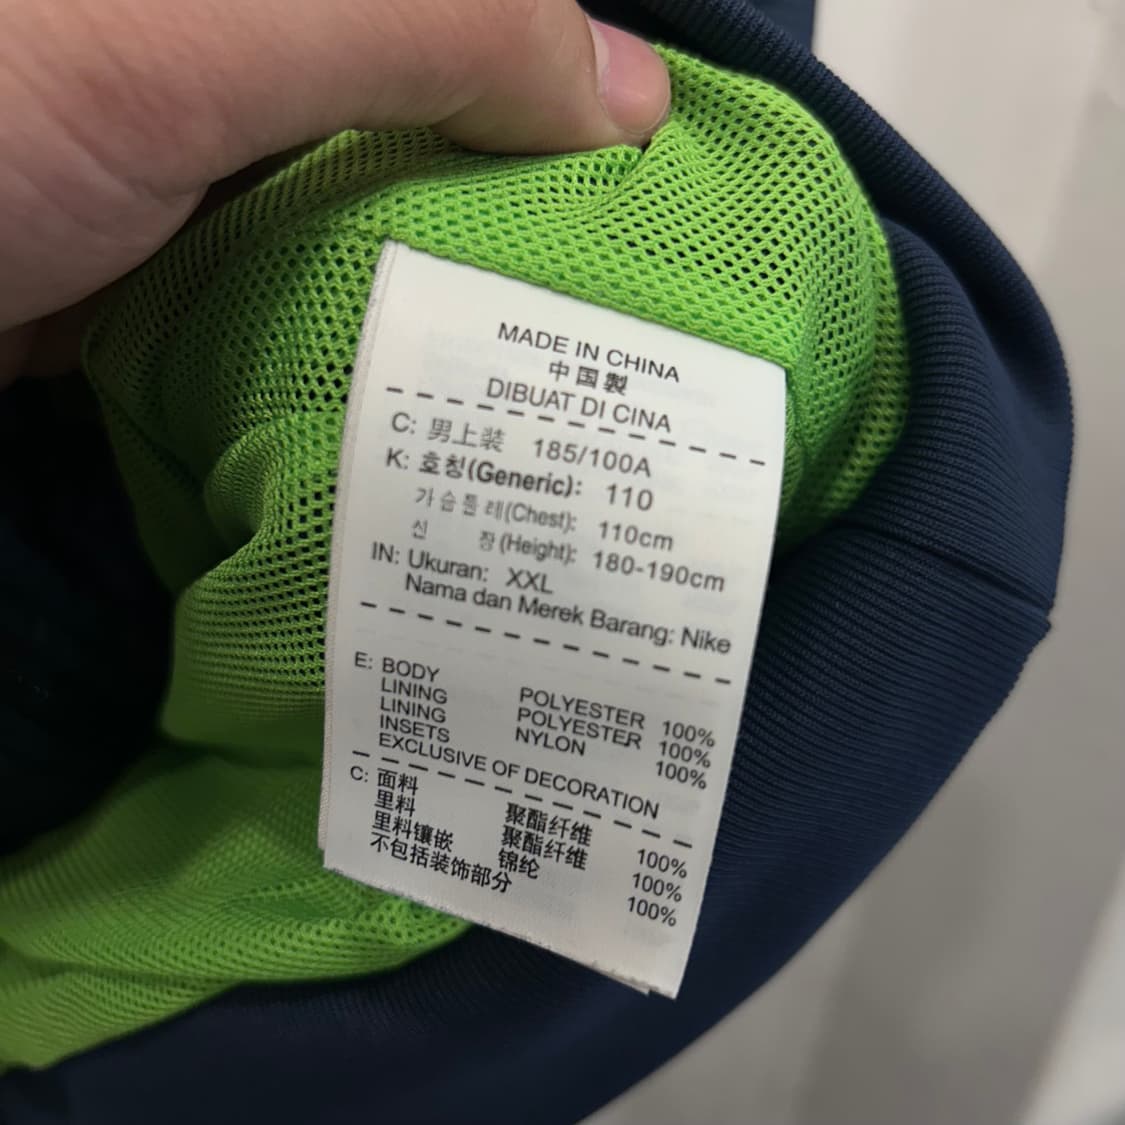 MADE IN CHINA
中国製
DIBUAT DI CINA
C: 男上装 185/100A
K: 호칭(Generic): 110
가슴둘레(Chest): 110cm
신 장(Height): 180-190cm
IN: Ukuran: XXL
Nama dan Merek Barang: Nike
E: BODY POLYESTER 100%
LINING POLYESTER 100%
LINING INSETS NYLON 100%
EXCLUSIVE OF DECORATION
C: 面料 聚酯纤维 100%
里料 聚酯纤维 100%
里料镶嵌 锦纶 100%
不包括装饰部分